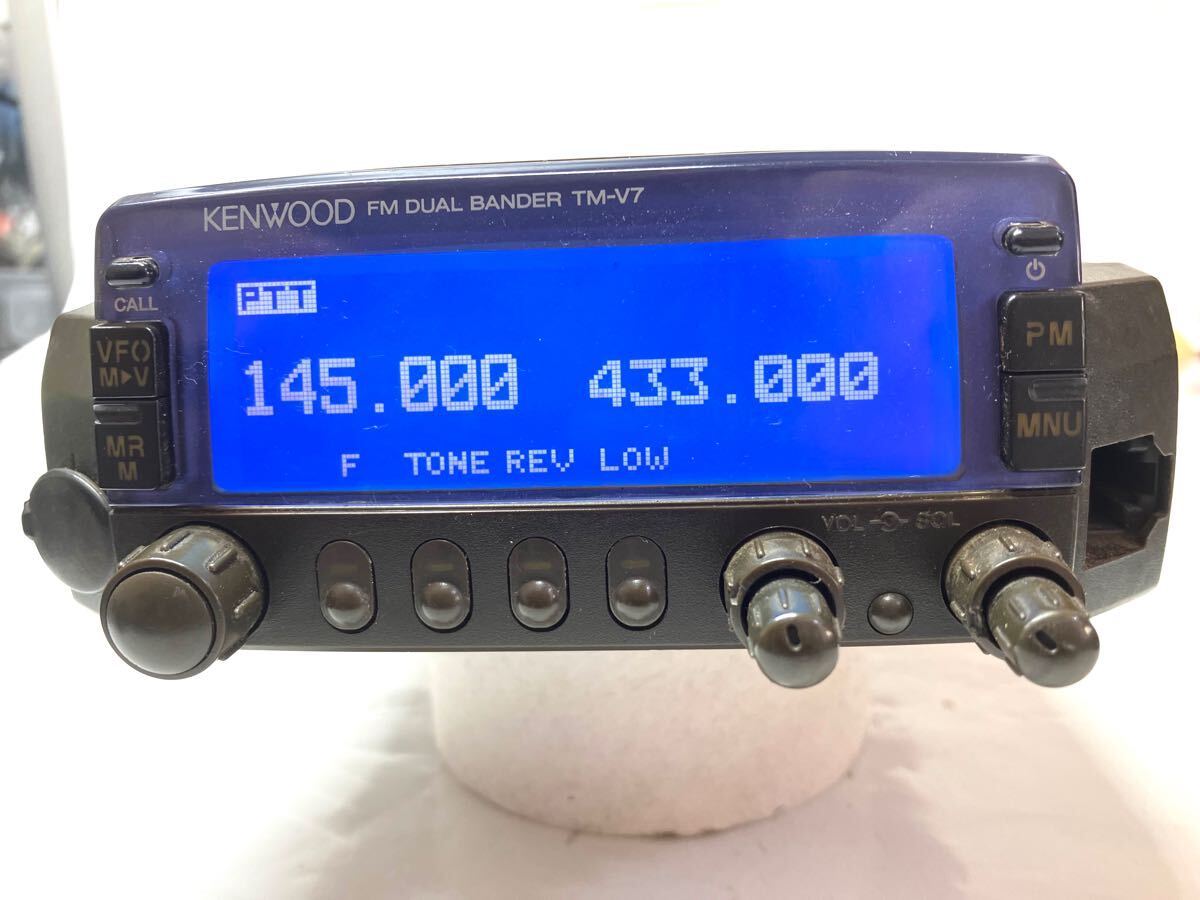 KENWOOD FM DUAL BANDER TM-V7
CALL
PTT
VFO
M▶V
PM
145.000 433.000
MNU
MR
M
F TONE REV LOW
VOL SQL